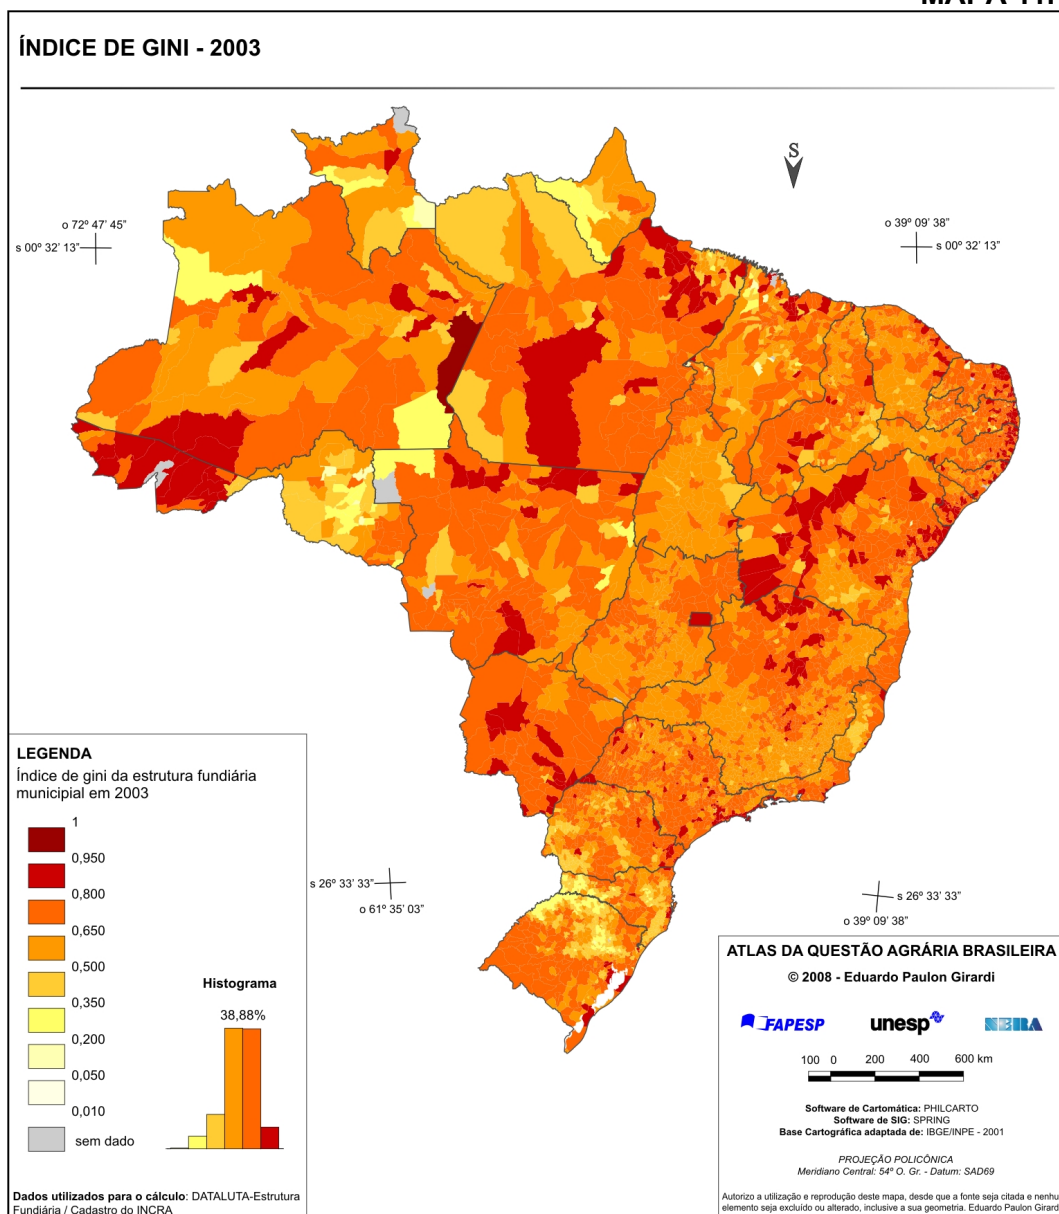 ÍNDICE DE GINI - 2003
S
o 72º 47' 45”
s 00º 32' 13”
o 39º 09' 38”
s 00º 32' 13”
LEGENDA
Índice de gini da estrutura fundiária
municipial em 2003
1
0,950
0,800
0,650
0,500
0,350
0,200
0,050
0,010
sem dado
Histograma
38,88%
Dados utilizados para o cálculo: DATALUTA-Estrutura
Fundiária / Cadastro do INCRA
s 26º 33' 33”
o 61º 35' 03”
s 26º 33' 33”
o 39º 09' 38”
ATLAS DA QUESTÃO AGRÁRIA BRASILEIRA
© 2008 - Eduardo Paulon Girardi
FAPESP
unesp
NERA
100 0 200 400 600 km
Software de Cartomática: PHILCARTO
Software de SIG: SPRING
Base Cartográfica adaptada de: IBGE/INPE - 2001
PROJEÇÃO POLICÔNICA
Meridiano Central: 54º O. Gr. - Datum: SAD69
Autorizo a utilização e reprodução deste mapa, desde que a fonte seja citada e nenhu
elemento seja excluído ou alterado, inclusive a sua geometria. Eduardo Paulon Girard